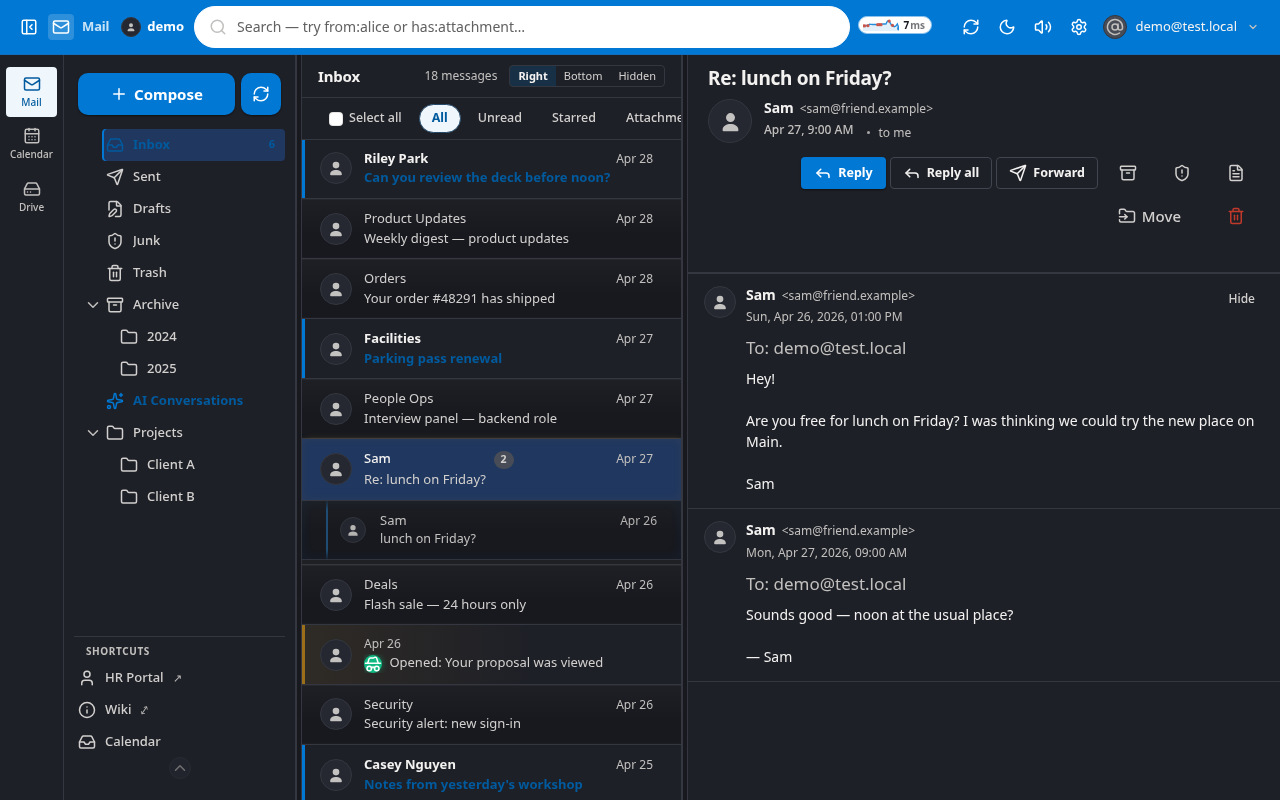 Mail
demo
Search — try from:alice or has:attachment...
7ms
demo@test.local
Mail
Calendar
Drive
Compose
Inbox 6
Sent
Drafts
Junk
Trash
Archive
2024
2025
AI Conversations
Projects
Client A
Client B
SHORTCUTS
HR Portal ↗
Wiki ⤢
Calendar
Inbox
18 messages
Right Bottom Hidden
Select all All Unread Starred Attachme
Riley Park Apr 28
Can you review the deck before noon?
Product Updates Apr 28
Weekly digest — product updates
Orders Apr 28
Your order #48291 has shipped
Facilities Apr 27
Parking pass renewal
People Ops Apr 27
Interview panel — backend role
Sam 2 Apr 27
Re: lunch on Friday?
Sam Apr 26
lunch on Friday?
Deals Apr 26
Flash sale — 24 hours only
Apr 26
Opened: Your proposal was viewed
Security Apr 26
Security alert: new sign-in
Casey Nguyen Apr 25
Notes from yesterday's workshop
Re: lunch on Friday?
Sam <sam@friend.example>
Apr 27, 9:00 AM • to me
Reply Reply all Forward
Move
Sam <sam@friend.example>
Hide
Sun, Apr 26, 2026, 01:00 PM
To: demo@test.local
Hey!
Are you free for lunch on Friday? I was thinking we could try the new place on
Main.
Sam
Sam <sam@friend.example>
Mon, Apr 27, 2026, 09:00 AM
To: demo@test.local
Sounds good — noon at the usual place?
— Sam